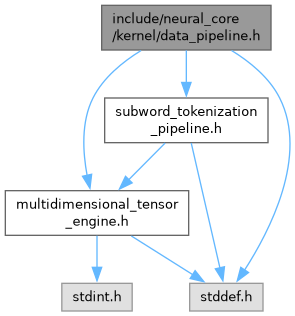 include/neural_core
/kernel/data_pipeline.h
subword_tokenization
_pipeline.h
multidimensional_tensor
_engine.h
stdint.h
stddef.h